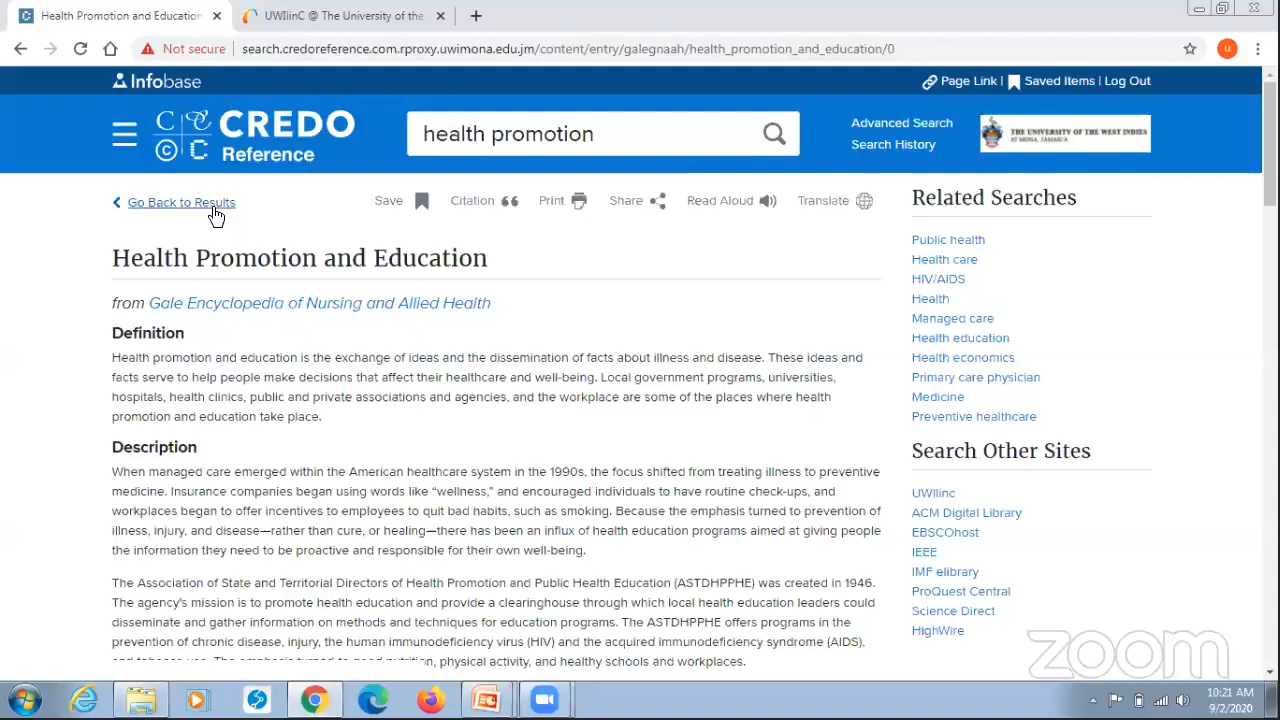 Health Promotion and Education
UWIlinC @ The University of the
Not secure search.credoreference.com.rproxy.uwimona.edu.jm/content/entry/galegnaah/health_promotion_and_education/0
u
Infobase
Page Link | Saved Items | Log Out
CREDO
Reference
health promotion
Advanced Search
Search History
THE UNIVERSITY OF THE WEST INDIES
AT MONA, JAMAICA
Go Back to Results
Save Citation Print Share Read Aloud Translate
Health Promotion and Education
from Gale Encyclopedia of Nursing and Allied Health
Definition
Health promotion and education is the exchange of ideas and the dissemination of facts about illness and disease. These ideas and
facts serve to help people make decisions that affect their healthcare and well-being. Local government programs, universities,
hospitals, health clinics, public and private associations and agencies, and the workplace are some of the places where health
promotion and education take place.
Description
When managed care emerged within the American healthcare system in the 1990s, the focus shifted from treating illness to preventive
medicine. Insurance companies began using words like “wellness,” and encouraged individuals to have routine check-ups, and
workplaces began to offer incentives to employees to quit bad habits, such as smoking. Because the emphasis turned to prevention of
illness, injury, and disease—rather than cure, or healing—there has been an influx of health education programs aimed at giving people
the information they need to be proactive and responsible for their own well-being.
The Association of State and Territorial Directors of Health Promotion and Public Health Education (ASTDHPPHE) was created in 1946.
The agency's mission is to promote health education and provide a clearinghouse through which local health education leaders could
disseminate and gather information on methods and techniques for education programs. The ASTDHPPHE offers programs in the
prevention of chronic disease, injury, the human immunodeficiency virus (HIV) and the acquired immunodeficiency syndrome (AIDS),
and tobacco use. The emphasis turned to good nutrition, physical activity, and healthy schools and workplaces.
Related Searches
Public health
Health care
HIV/AIDS
Health
Managed care
Health education
Health economics
Primary care physician
Medicine
Preventive healthcare
Search Other Sites
UWIlinc
ACM Digital Library
EBSCOhost
IEEE
IMF elibrary
ProQuest Central
Science Direct
HighWire
zoom
10:21 AM
9/2/2020